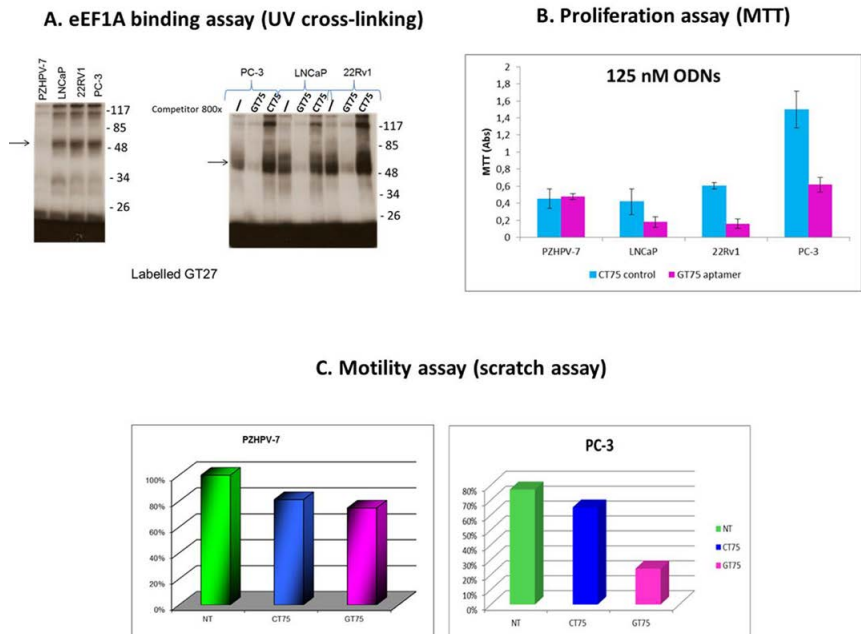 A. eEF1A binding assay (UV cross-linking)
PZHPV-7
LNCaP
22RV1
PC-3
-117
- 85
- 48
- 34
- 26
PC-3 LNCaP 22Rv1
Competitor 800x / GT75 CT75 / GT75 CT75 / GT75 CT75
-117
- 85
- 48
- 34
- 26
Labelled GT27
B. Proliferation assay (MTT)
125 nM ODNs
MTT (Abs)
2
1,8
1,6
1,4
1,2
1
0,8
0,6
0,4
0,2
0
PZHPV-7 LNCaP 22Rv1 PC-3
CT75 control GT75 aptamer
C. Motility assay (scratch assay)
PZHPV-7
100%
80%
60%
40%
20%
0%
NT CT75 GT75
PC-3
80%
70%
60%
50%
40%
30%
20%
10%
0%
NT CT75 GT75
NT
CT75
GT75